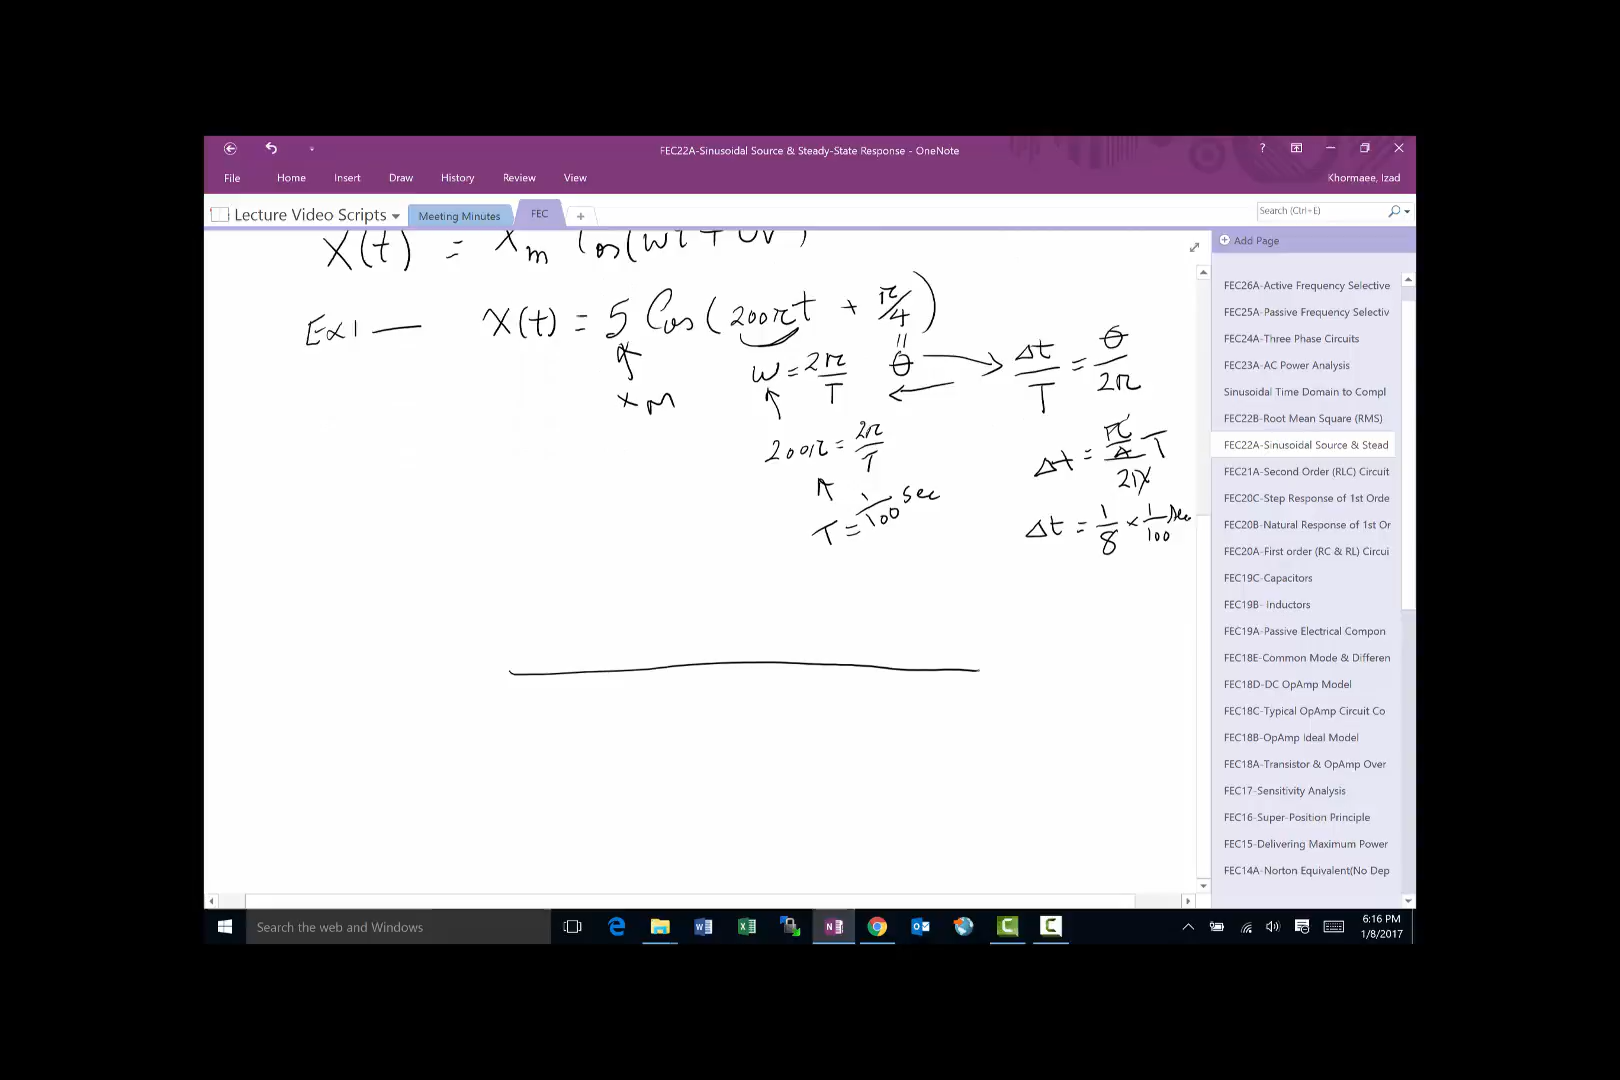 FEC22A-Sinusoidal Source & Steady-State Response - OneNote
?
File Home Insert Draw History Review View
Khormaee, Izad
Lecture Video Scripts
Meeting Minutes
FEC
+
Search (Ctrl+E)
Add Page
X(t) = Xm Cos(wt +
Ex1 — X(t) = 5 Cos(200πt + π/4)
w = 2π/T
θ
Δt/T = θ/2π
xm
200π = 2π/T
Δt = π/4/2π T
T = 1/100 sec
Δt = 1/8 × 1/100 sec
FEC26A-Active Frequency Selective
FEC25A-Passive Frequency Selectiv
FEC24A-Three Phase Circuits
FEC23A-AC Power Analysis
Sinusoidal Time Domain to Compl
FEC22B-Root Mean Square (RMS)
FEC22A-Sinusoidal Source & Stead
FEC21A-Second Order (RLC) Circuit
FEC20C-Step Response of 1st Orde
FEC20B-Natural Response of 1st Or
FEC20A-First order (RC & RL) Circui
FEC19C-Capacitors
FEC19B- Inductors
FEC19A-Passive Electrical Compon
FEC18E-Common Mode & Differen
FEC18D-DC OpAmp Model
FEC18C-Typical OpAmp Circuit Co
FEC18B-OpAmp Ideal Model
FEC18A-Transistor & OpAmp Over
FEC17-Sensitivity Analysis
FEC16-Super-Position Principle
FEC15-Delivering Maximum Power
FEC14A-Norton Equivalent(No Dep
Search the web and Windows
6:16 PM
1/8/2017